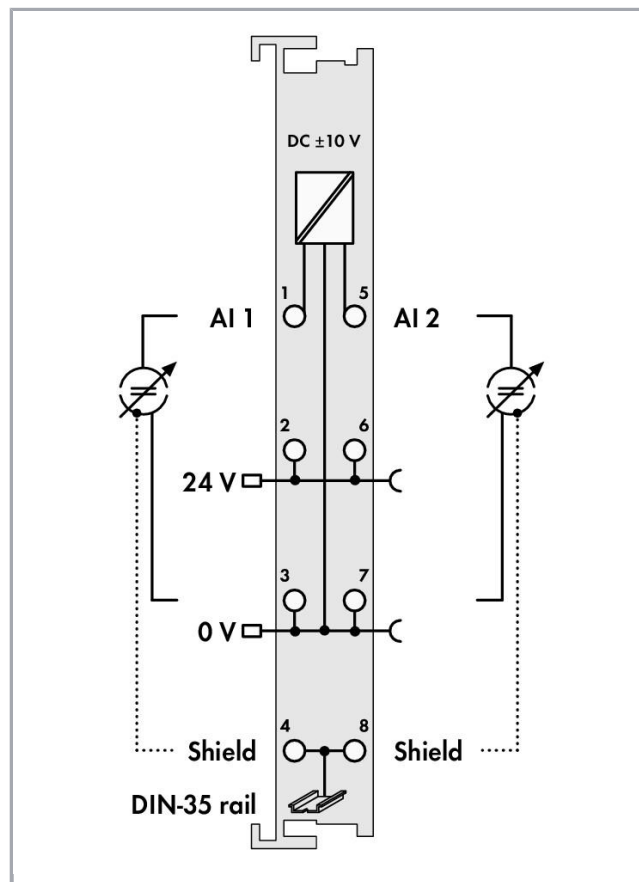 DC ±10 V
1 5
AI 1 AI 2
2 6
24 V
3 7
0 V
4 8
Shield Shield
DIN-35 rail